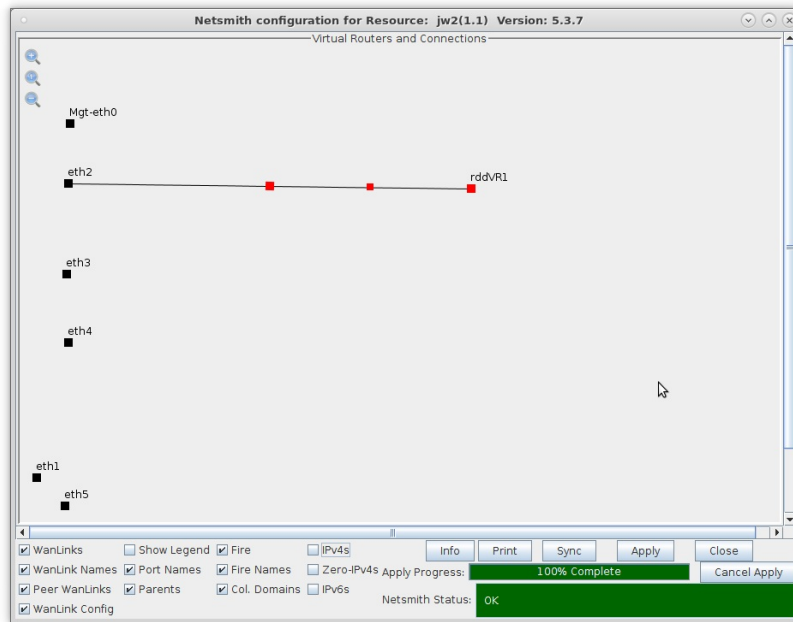 Netsmith configuration for Resource: jw2(1.1) Version: 5.3.7
Virtual Routers and Connections
Mgt-eth0
eth2
rddVR1
eth3
eth4
eth1
eth5
WanLinks Show Legend Fire IPv4s Info Print Sync Apply Close
WanLink Names Port Names Fire Names Zero-IPv4s Apply Progress: 100% Complete Cancel Apply
Peer WanLinks Parents Col. Domains IPv6s Netsmith Status: OK
WanLink Config